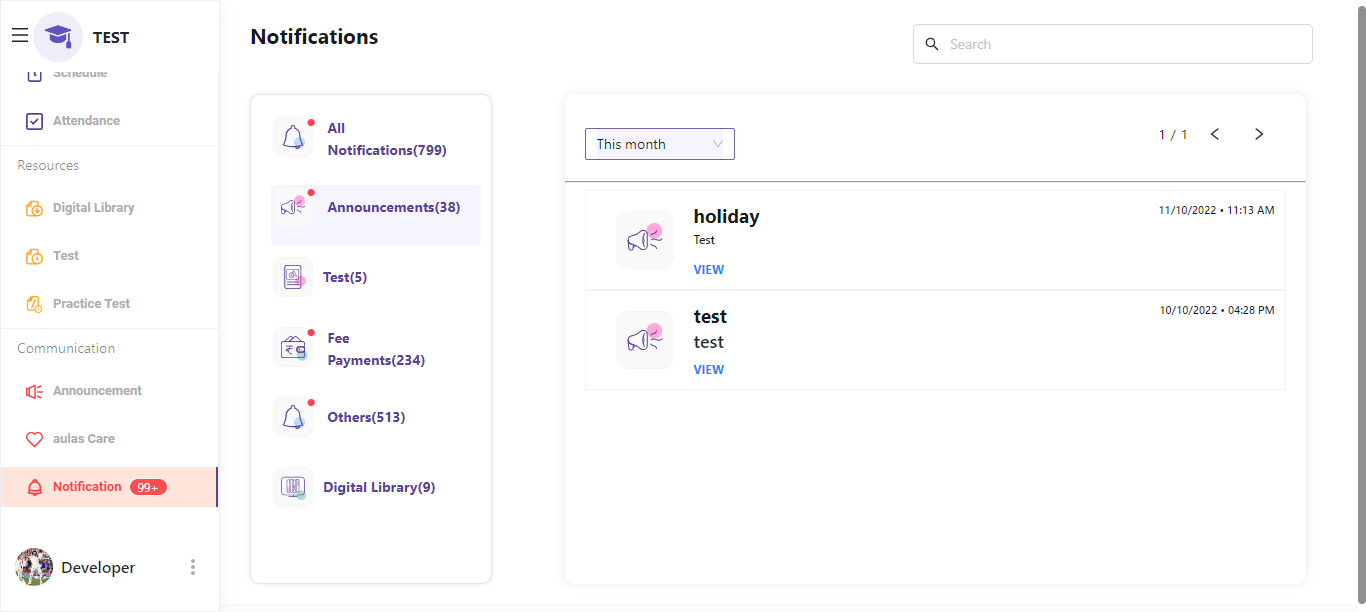 TEST
Schedule
Attendance
Resources
Digital Library
Test
Practice Test
Communication
Announcement
aulas Care
Notification 99+
Developer
Notifications
Search
All
Notifications(799)
Announcements(38)
Test(5)
Fee
Payments(234)
Others(513)
Digital Library(9)
This month
1 / 1
holiday
11/10/2022 • 11:13 AM
Test
VIEW
test
10/10/2022 • 04:28 PM
test
VIEW